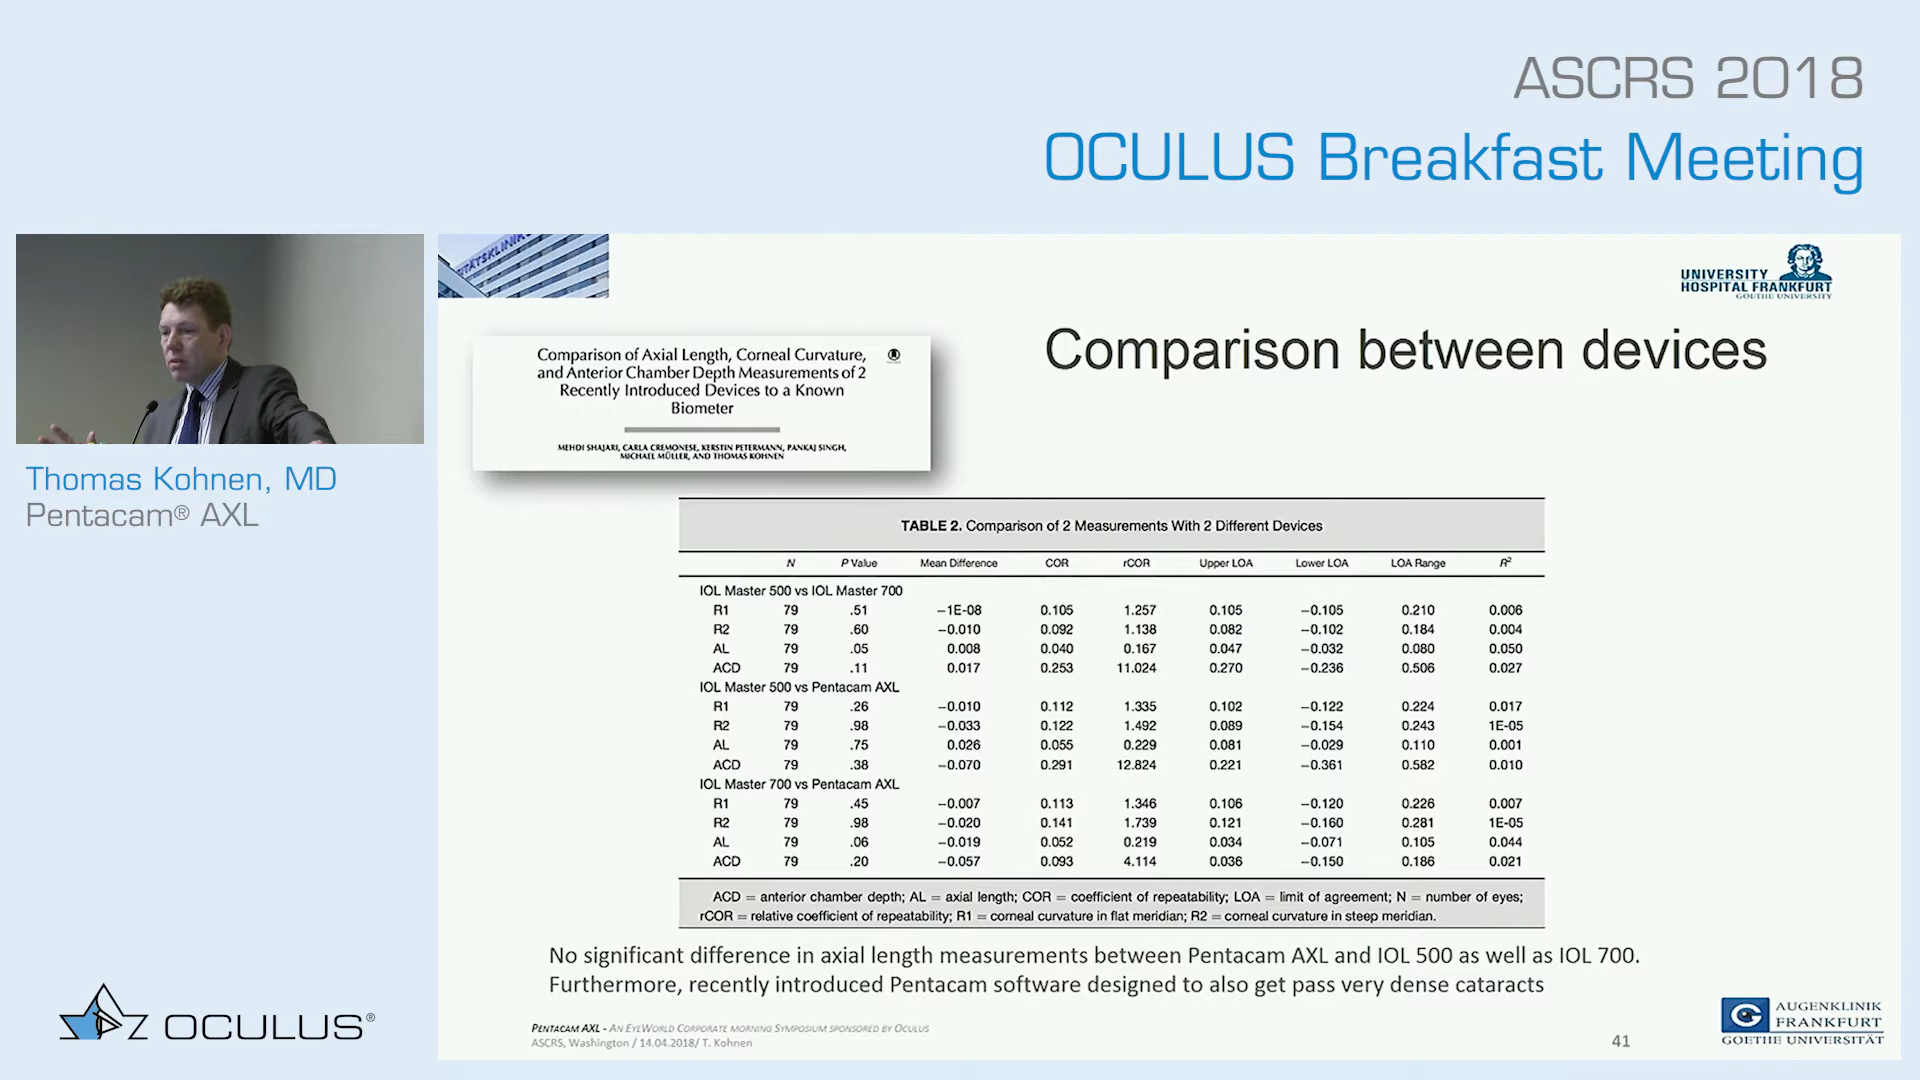 ASCRS 2018
OCULUS Breakfast Meeting
Thomas Kohnen, MD
Pentacam® AXL
OCULUS®
ITÄTSKLINIK
UNIVERSITY
HOSPITAL FRANKFURT
GOETHE UNIVERSITY
Comparison between devices
Comparison of Axial Length, Corneal Curvature,
and Anterior Chamber Depth Measurements of 2
Recently Introduced Devices to a Known
Biometer
MEHDI SHAJARI, CARLA CREMONESE, KERSTIN PETERMANN, PANKAJ SINGH,
MICHAEL MÜLLER, AND THOMAS KOHNEN
TABLE 2. Comparison of 2 Measurements With 2 Different Devices
N P Value Mean Difference COR rCOR Upper LOA Lower LOA LOA Range R²
IOL Master 500 vs IOL Master 700
R1 79 .51 −1E-08 0.105 1.257 0.105 −0.105 0.210 0.006
R2 79 .60 −0.010 0.092 1.138 0.082 −0.102 0.184 0.004
AL 79 .05 0.008 0.040 0.167 0.047 −0.032 0.080 0.050
ACD 79 .11 0.017 0.253 11.024 0.270 −0.236 0.506 0.027
IOL Master 500 vs Pentacam AXL
R1 79 .26 −0.010 0.112 1.335 0.102 −0.122 0.224 0.017
R2 79 .98 −0.033 0.122 1.492 0.089 −0.154 0.243 1E-05
AL 79 .75 0.026 0.055 0.229 0.081 −0.029 0.110 0.001
ACD 79 .38 −0.070 0.291 12.824 0.221 −0.361 0.582 0.010
IOL Master 700 vs Pentacam AXL
R1 79 .45 −0.007 0.113 1.346 0.106 −0.120 0.226 0.007
R2 79 .98 −0.020 0.141 1.739 0.121 −0.160 0.281 1E-05
AL 79 .06 −0.019 0.052 0.219 0.034 −0.071 0.105 0.044
ACD 79 .20 −0.057 0.093 4.114 0.036 −0.150 0.186 0.021
ACD = anterior chamber depth; AL = axial length; COR = coefficient of repeatability; LOA = limit of agreement; N = number of eyes;
rCOR = relative coefficient of repeatability; R1 = corneal curvature in flat meridian; R2 = corneal curvature in steep meridian.
No significant difference in axial length measurements between Pentacam AXL and IOL 500 as well as IOL 700.
Furthermore, recently introduced Pentacam software designed to also get pass very dense cataracts
PENTACAM AXL - AN EYEWORLD CORPORATE MORNING SYMPOSIUM SPONSORED BY OCULUS
ASCRS, Washington / 14.04.2018/ T. Kohnen
41
AUGENKLINIK
FRANKFURT
GOETHE UNIVERSITÄT